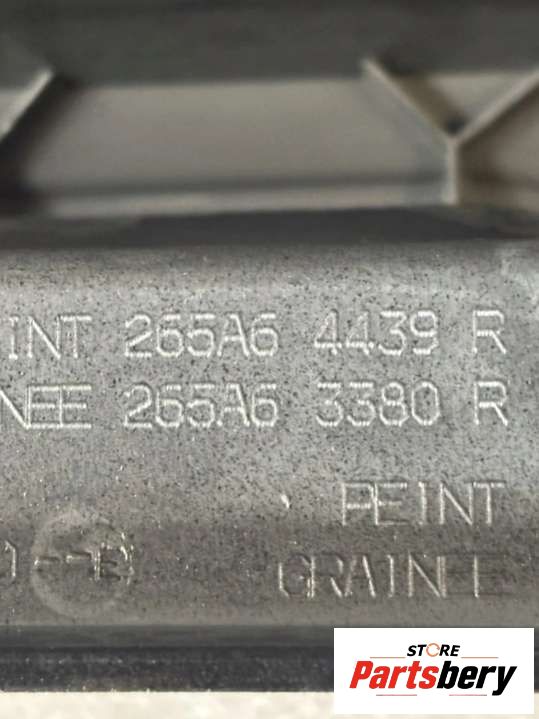 INT 265A6 4439 R
NEE 265A6 3380 R
PEINT
GRAINEE
STORE
Partsbery